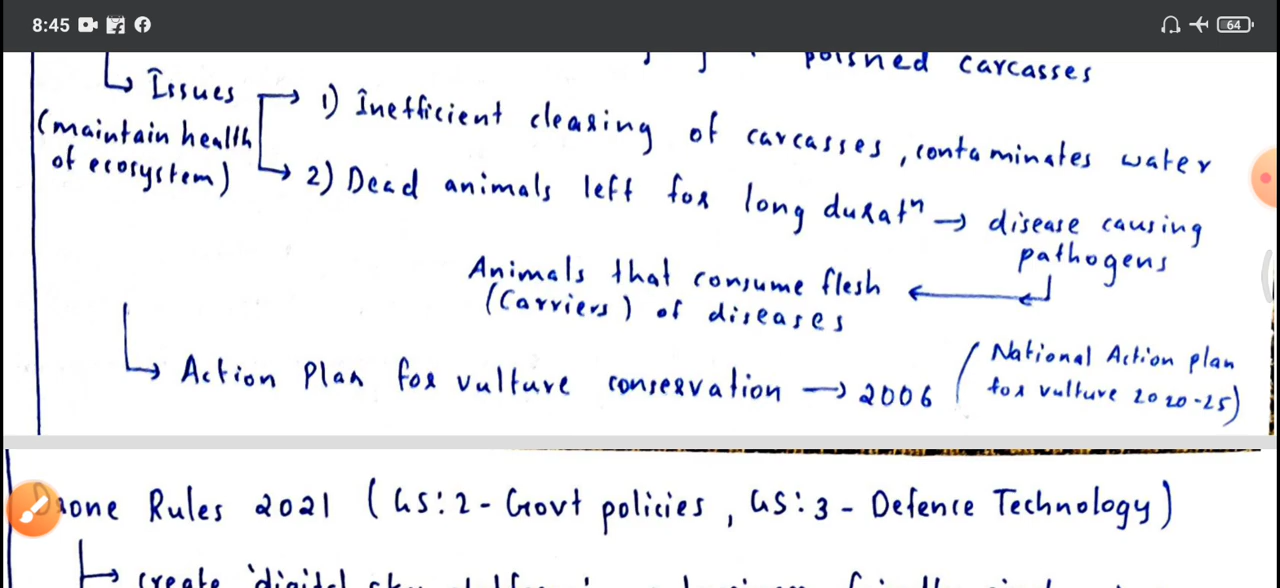 8:45
64
poisned carcasses
Issues
(maintain health
of ecosystem)
1) Inefficient clearing of carcasses, contaminates water
2) Dead animals left for long duratⁿ → disease causing
pathogens
Animals that consume flesh
(Carriers) of diseases
Action Plan for vulture conservation → 2006
(National Action plan
for vulture 2020-25)
Drone Rules 2021 (GS:2 - Govt policies, GS:3 - Defence Technology)
create 'digital sky